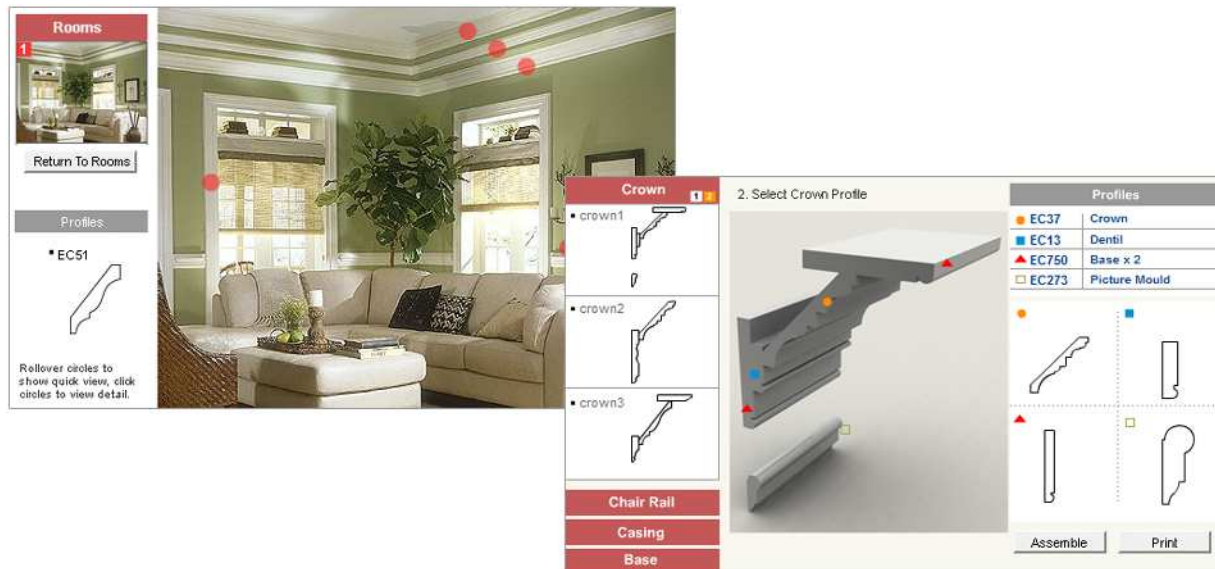 Rooms
1
Return To Rooms
Profiles
EC51
Rollover circles to
show quick view, click
circles to view detail.
Crown
1 2
crown1
crown2
crown3
Chair Rail
Casing
Base
2. Select Crown Profile
Profiles
EC37 Crown
EC13 Dentil
EC750 Base x 2
EC273 Picture Mould
Assemble
Print